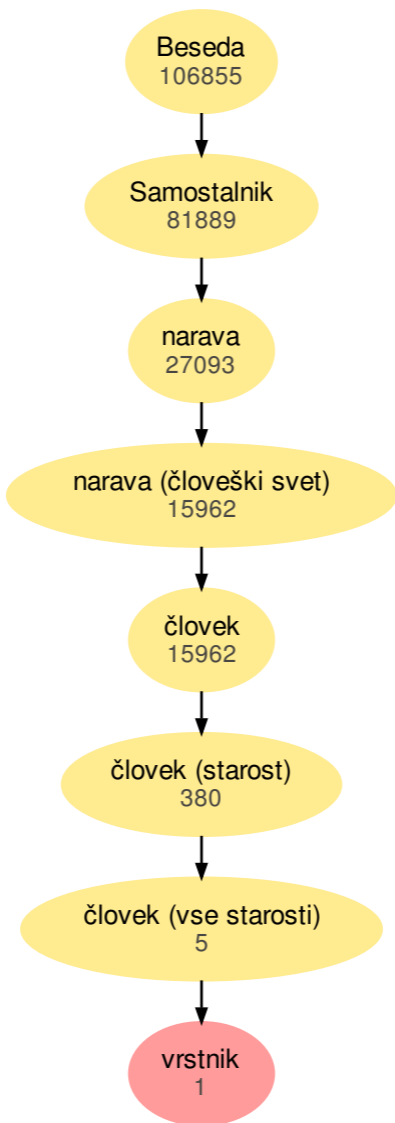 Beseda
106855
Samostalnik
81889
narava
27093
narava (človeški svet)
15962
človek
15962
človek (starost)
380
človek (vse starosti)
5
vrstnik
1